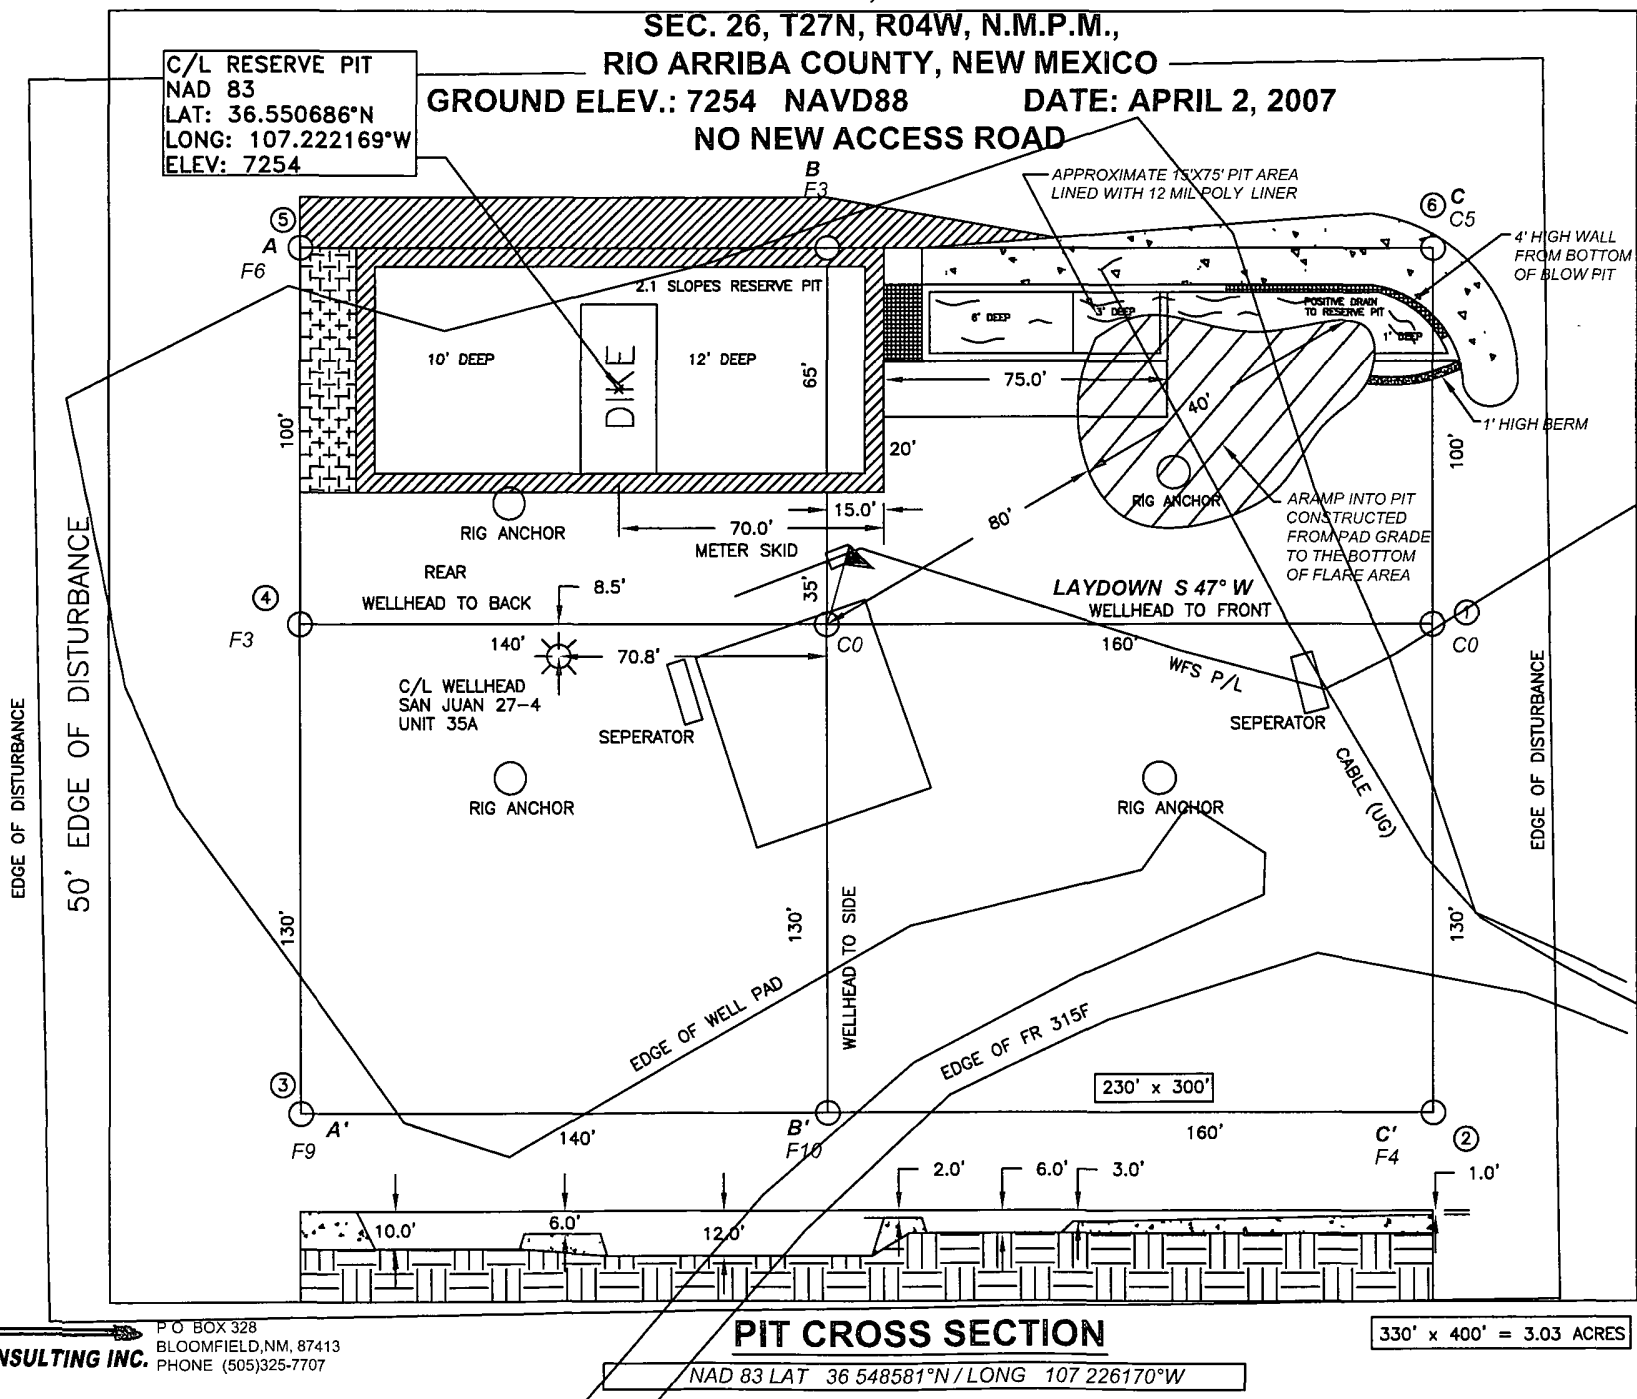 SEC. 26, T27N, R04W, N.M.P.M.,
RIO ARRIBA COUNTY, NEW MEXICO
GROUND ELEV.: 7254 NAVD88 DATE: APRIL 2, 2007
NO NEW ACCESS ROAD
C/L RESERVE PIT
NAD 83
LAT: 36.550686°N
LONG: 107.222169°W
ELEV: 7254
B
F3
APPROXIMATE 15'X75' PIT AREA
LINED WITH 12 MIL POLY LINER
5
A
F6
6 C
C5
4' HIGH WALL
FROM BOTTOM
OF BLOW PIT
2.1 SLOPES RESERVE PIT
6' DEEP
3' DEEP
POSITIVE DRAIN
TO RESERVE PIT
1' DEEP
10' DEEP
DIKE
12' DEEP
65'
75.0'
40'
1' HIGH BERM
100'
20'
100'
RIG ANCHOR
RIG ANCHOR
ARAMP INTO PIT
CONSTRUCTED
FROM PAD GRADE
TO THE BOTTOM
OF FLARE AREA
15.0'
70.0'
80'
METER SKID
REAR
WELLHEAD TO BACK
8.5'
35'
LAYDOWN S 47° W
WELLHEAD TO FRONT
4
F3
140'
C0
160'
1
C0
70.8'
WFS P/L
C/L WELLHEAD
SAN JUAN 27-4
UNIT 35A
SEPERATOR
SEPERATOR
CABLE (UG)
RIG ANCHOR
RIG ANCHOR
EDGE OF DISTURBANCE
50' EDGE OF DISTURBANCE
EDGE OF DISTURBANCE
130'
130'
130'
WELLHEAD TO SIDE
EDGE OF WELL PAD
EDGE OF FR 315F
230' x 300'
3
A'
F9
140'
B'
F10
160'
C'
F4
2
2.0'
6.0'
3.0'
1.0'
10.0'
6.0'
12.0'
PIT CROSS SECTION
330' x 400' = 3.03 ACRES
NAD 83 LAT 36 548581°N / LONG 107 226170°W
NSULTING INC.
P O BOX 328
BLOOMFIELD,NM, 87413
PHONE (505)325-7707